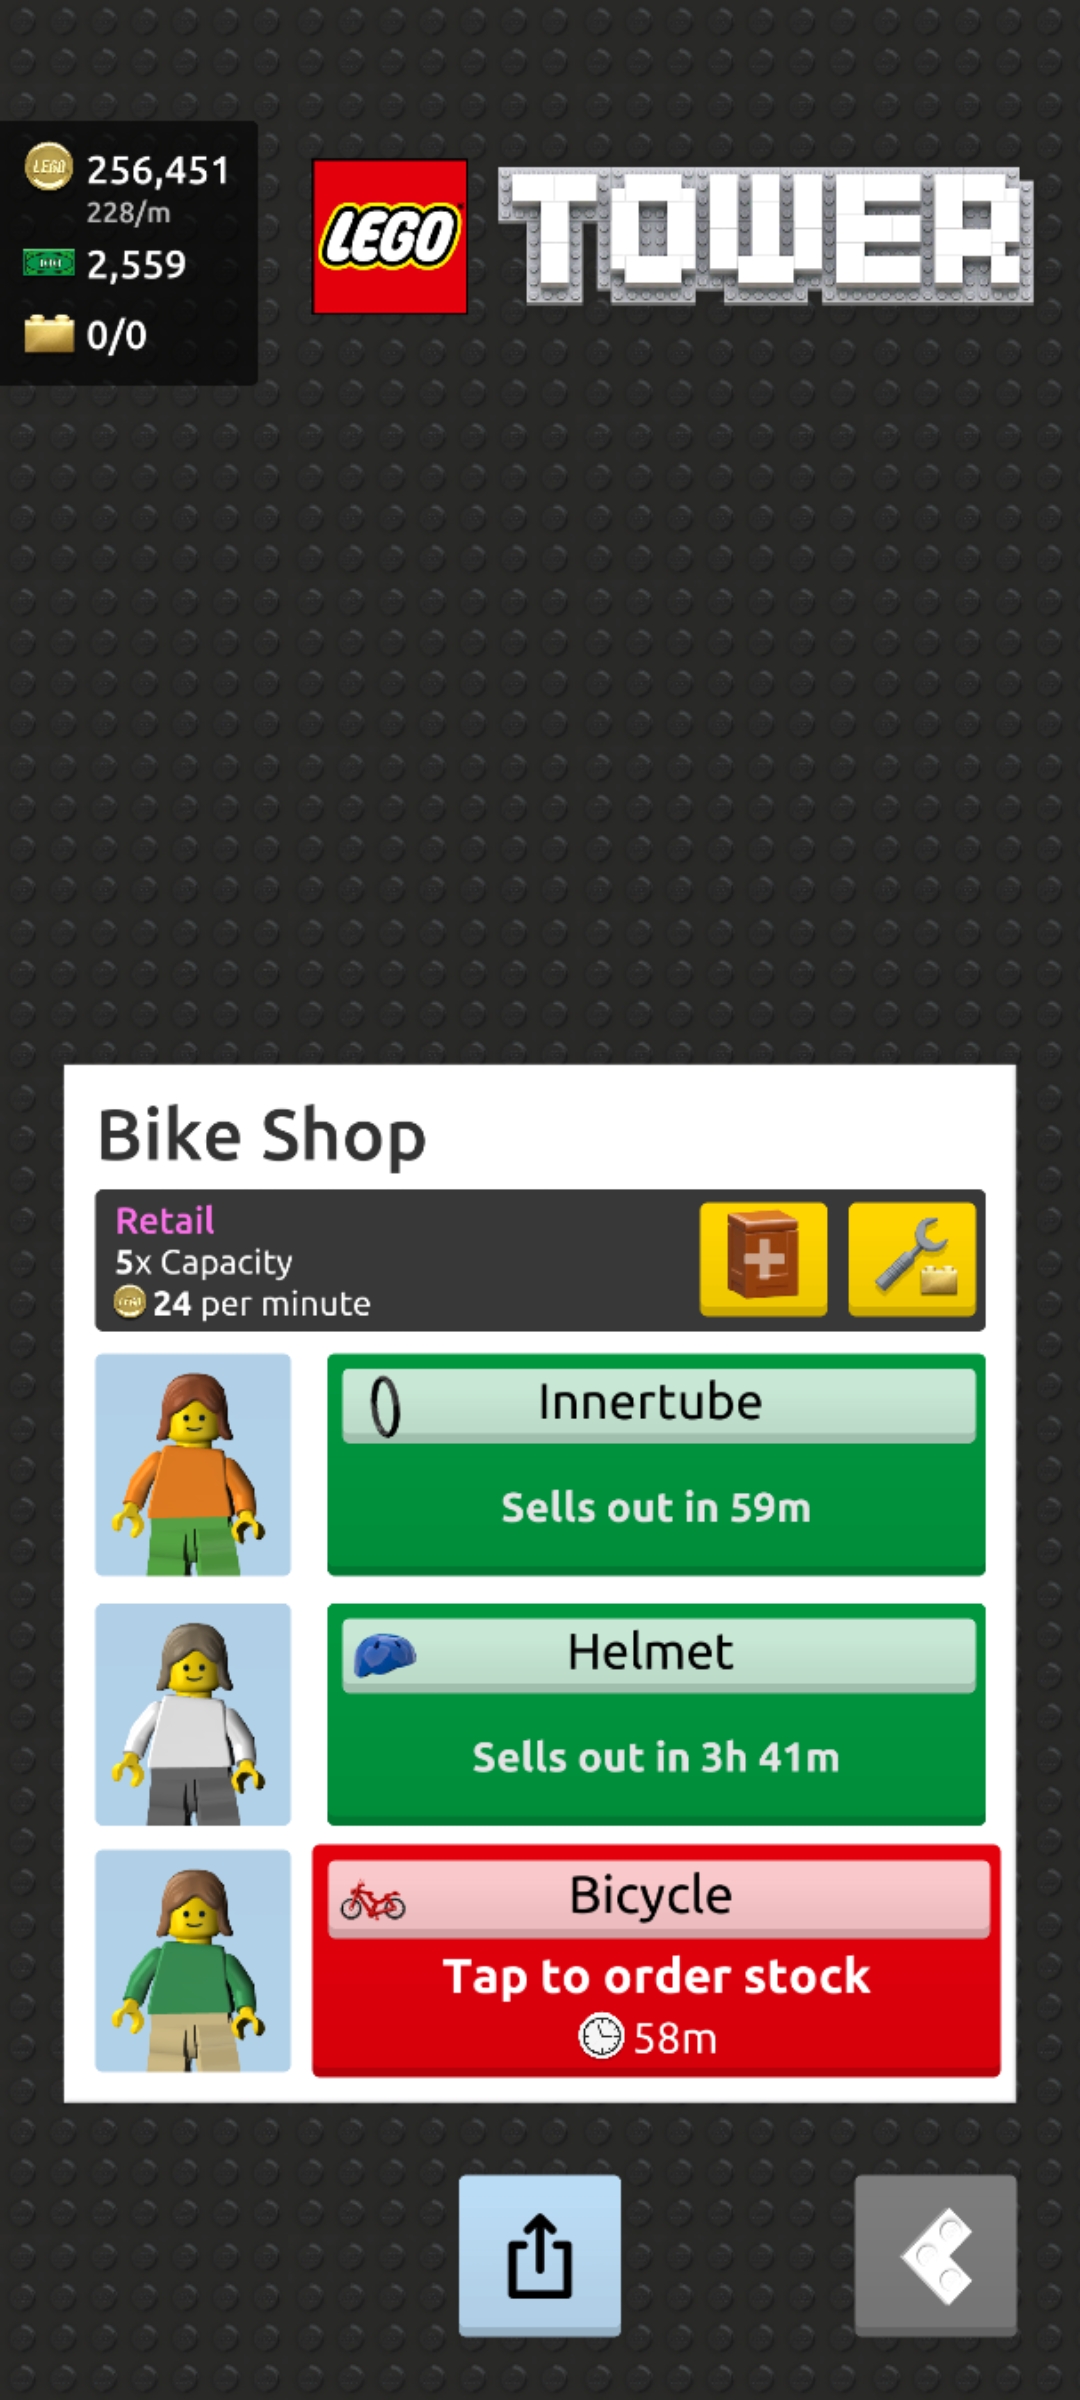 256,451
228/m
2,559
0/0
LEGO TOWER
Bike Shop
Retail
5x Capacity
24 per minute
Innertube
Sells out in 59m
Helmet
Sells out in 3h 41m
Bicycle
Tap to order stock
58m